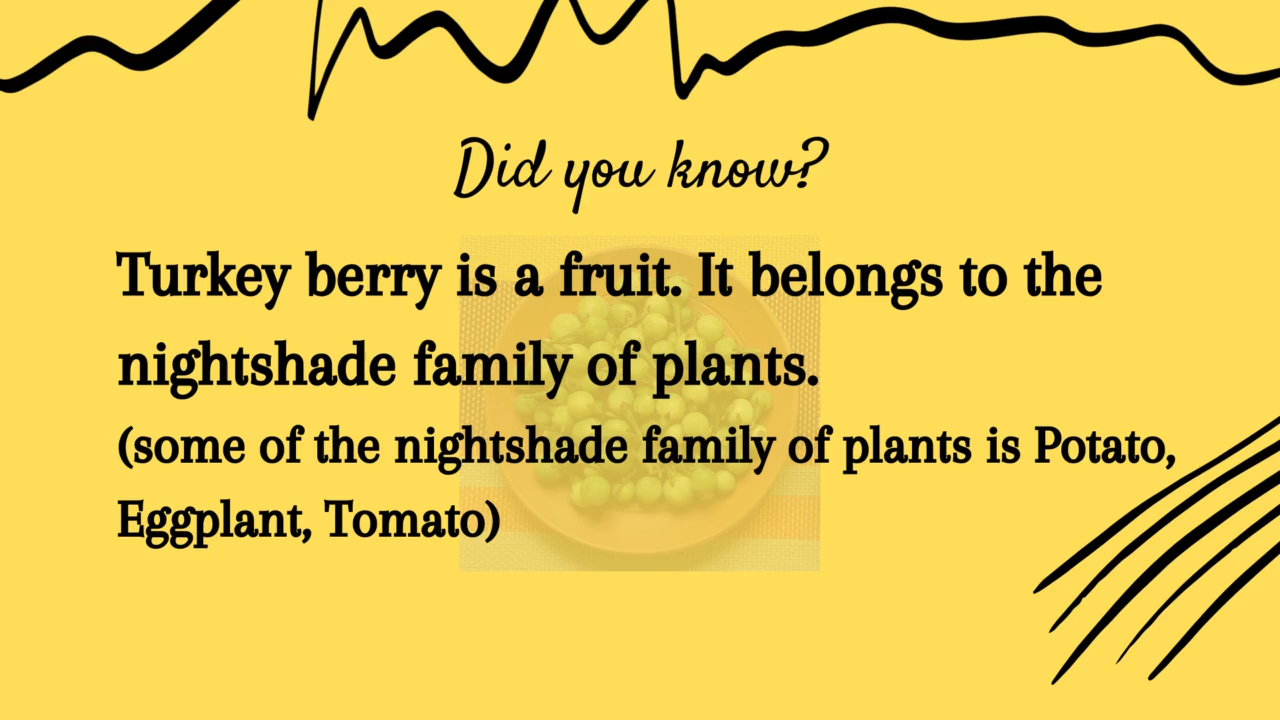 Did you know?
Turkey berry is a fruit. It belongs to the
nightshade family of plants.
(some of the nightshade family of plants is Potato,
Eggplant, Tomato)